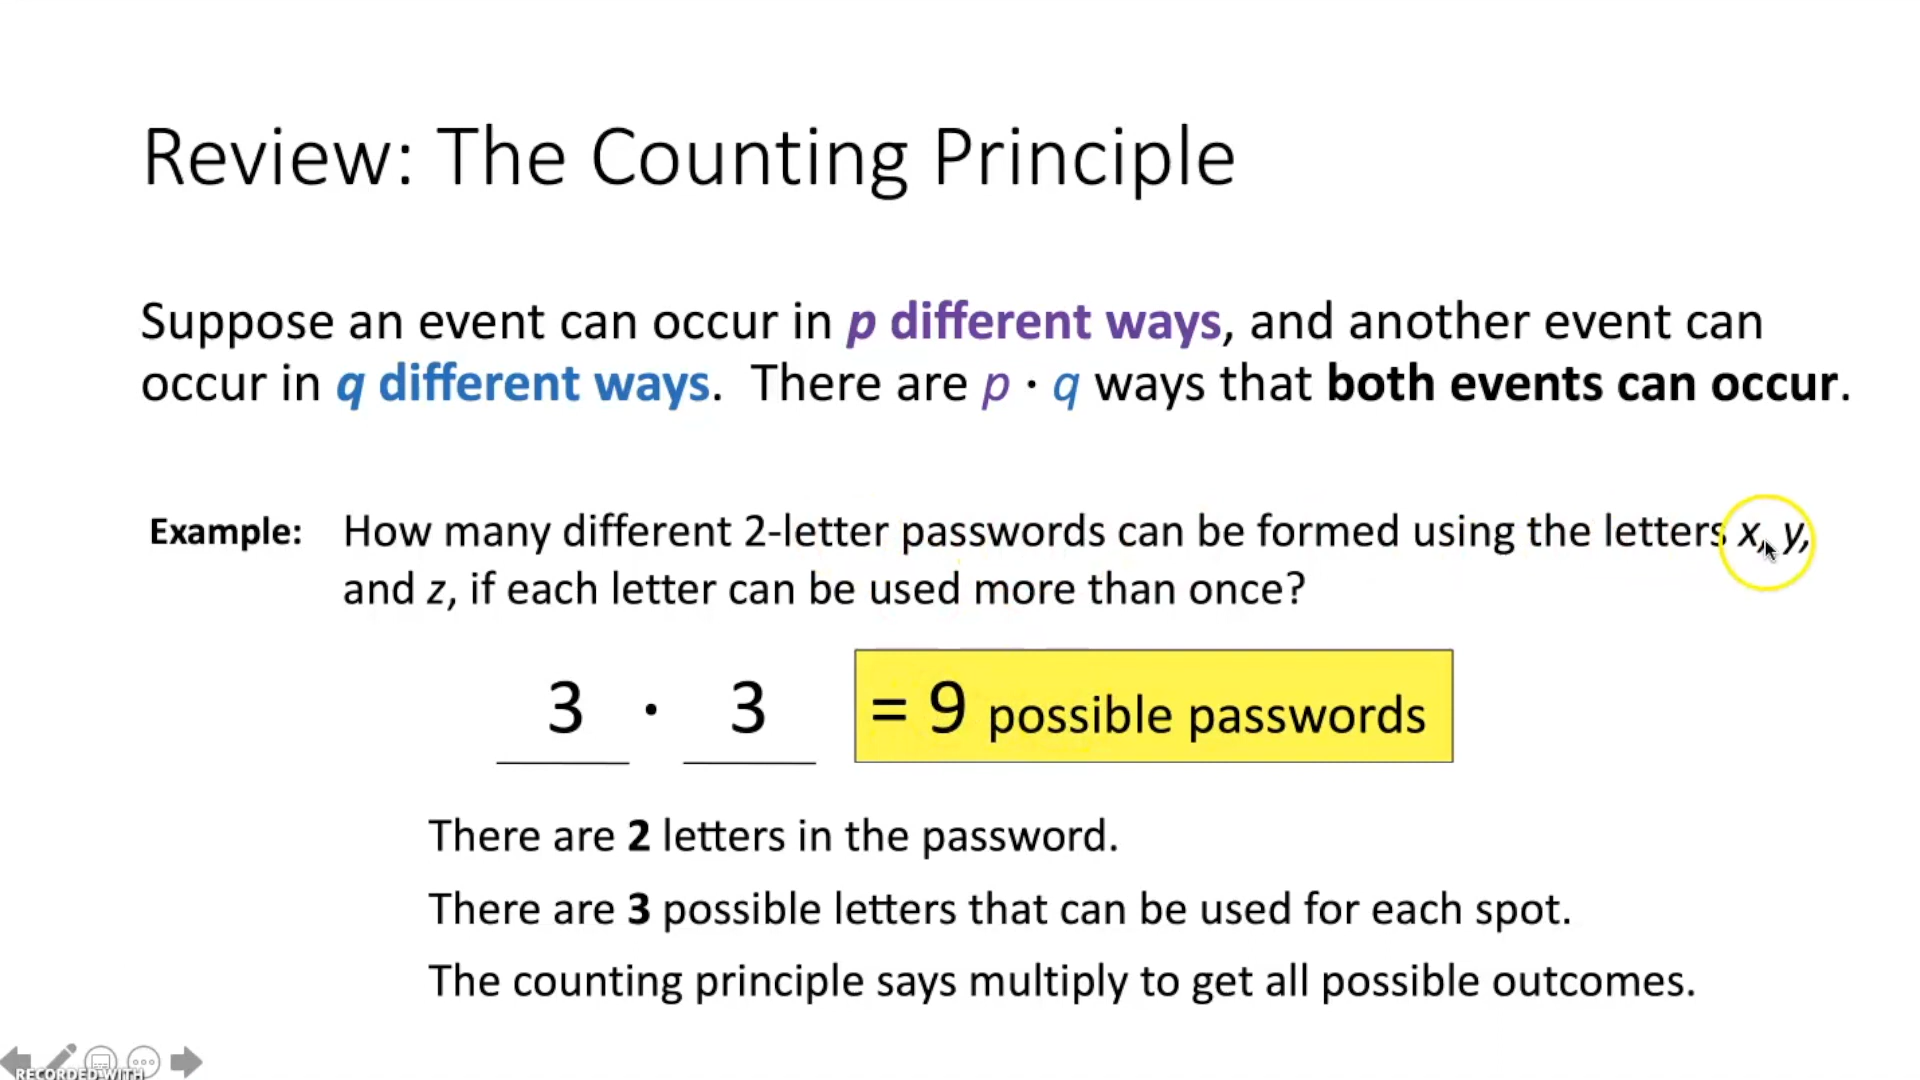 Review: The Counting Principle
Suppose an event can occur in p different ways, and another event can
occur in q different ways. There are p · q ways that both events can occur.
Example: How many different 2-letter passwords can be formed using the letters x, y,
and z, if each letter can be used more than once?
3 · 3 = 9 possible passwords
There are 2 letters in the password.
There are 3 possible letters that can be used for each spot.
The counting principle says multiply to get all possible outcomes.
RECORDED WITH